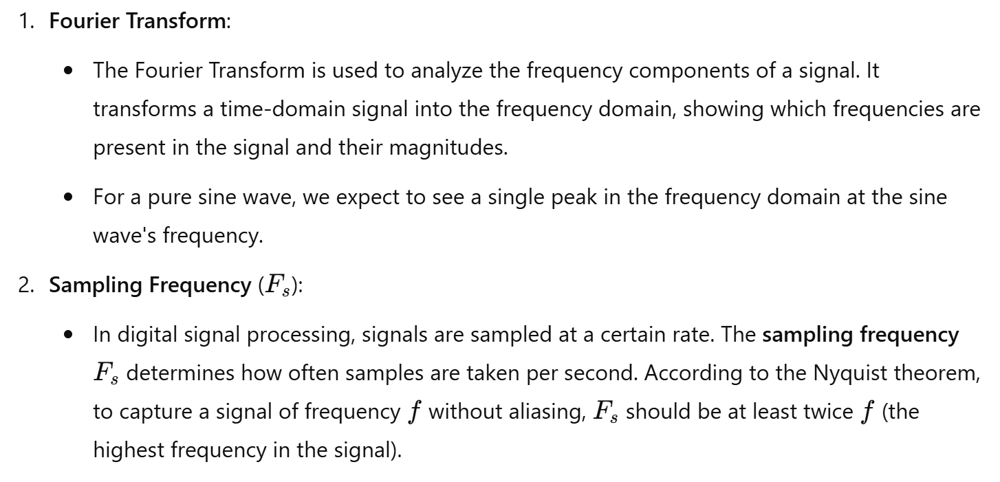 1. Fourier Transform:
• The Fourier Transform is used to analyze the frequency components of a signal. It
transforms a time-domain signal into the frequency domain, showing which frequencies are
present in the signal and their magnitudes.
• For a pure sine wave, we expect to see a single peak in the frequency domain at the sine
wave's frequency.
2. Sampling Frequency (Fₛ):
• In digital signal processing, signals are sampled at a certain rate. The sampling frequency
Fₛ determines how often samples are taken per second. According to the Nyquist theorem,
to capture a signal of frequency f without aliasing, Fₛ should be at least twice f (the
highest frequency in the signal).